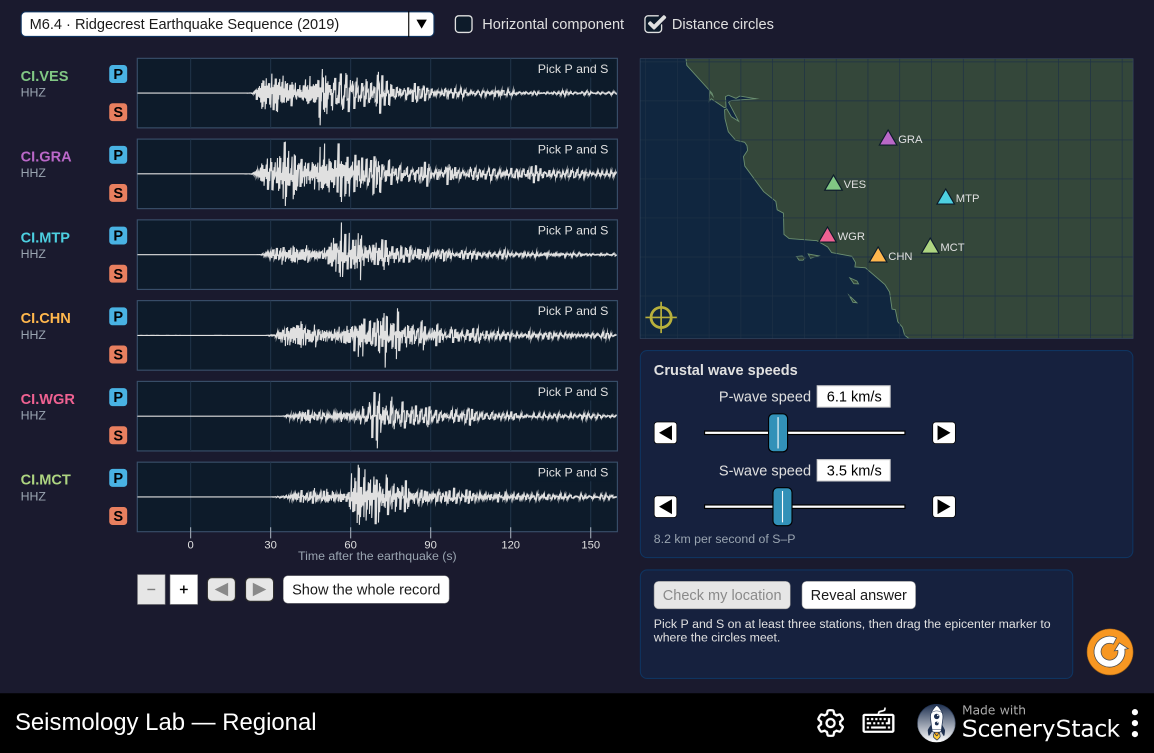 M6.4 · Ridgecrest Earthquake Sequence (2019)
Horizontal component
Distance circles
CI.VES
HHZ
P
S
Pick P and S
CI.GRA
HHZ
P
S
Pick P and S
CI.MTP
HHZ
P
S
Pick P and S
CI.CHN
HHZ
P
S
Pick P and S
CI.WGR
HHZ
P
S
Pick P and S
CI.MCT
HHZ
P
S
Pick P and S
0 30 60 90 120 150
Time after the earthquake (s)
− +
Show the whole record
GRA
VES
MTP
WGR
MCT
CHN
Crustal wave speeds
P-wave speed 6.1 km/s
S-wave speed 3.5 km/s
8.2 km per second of S–P
Check my location
Reveal answer
Pick P and S on at least three stations, then drag the epicenter marker to
where the circles meet.
Seismology Lab — Regional
Made with
SceneryStack